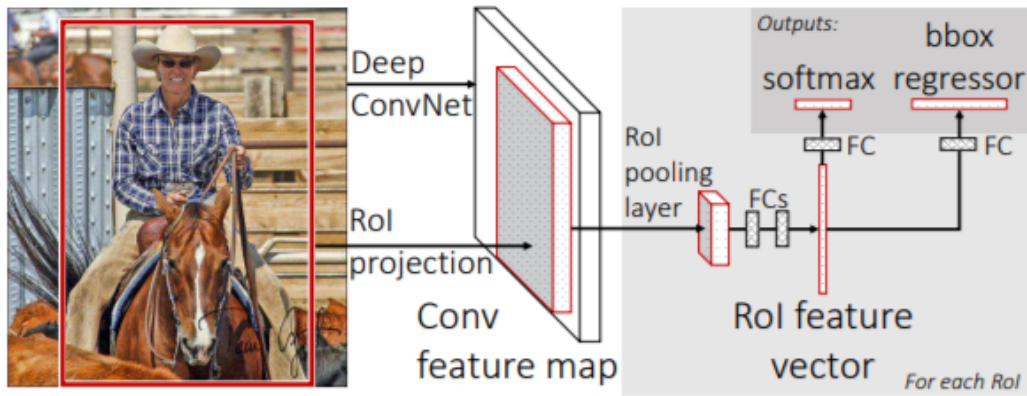 Deep
ConvNet
RoI
projection
Conv
feature map
RoI
pooling
layer
FCs
Outputs:
softmax
bbox
regressor
FC
FC
RoI feature
vector
For each RoI